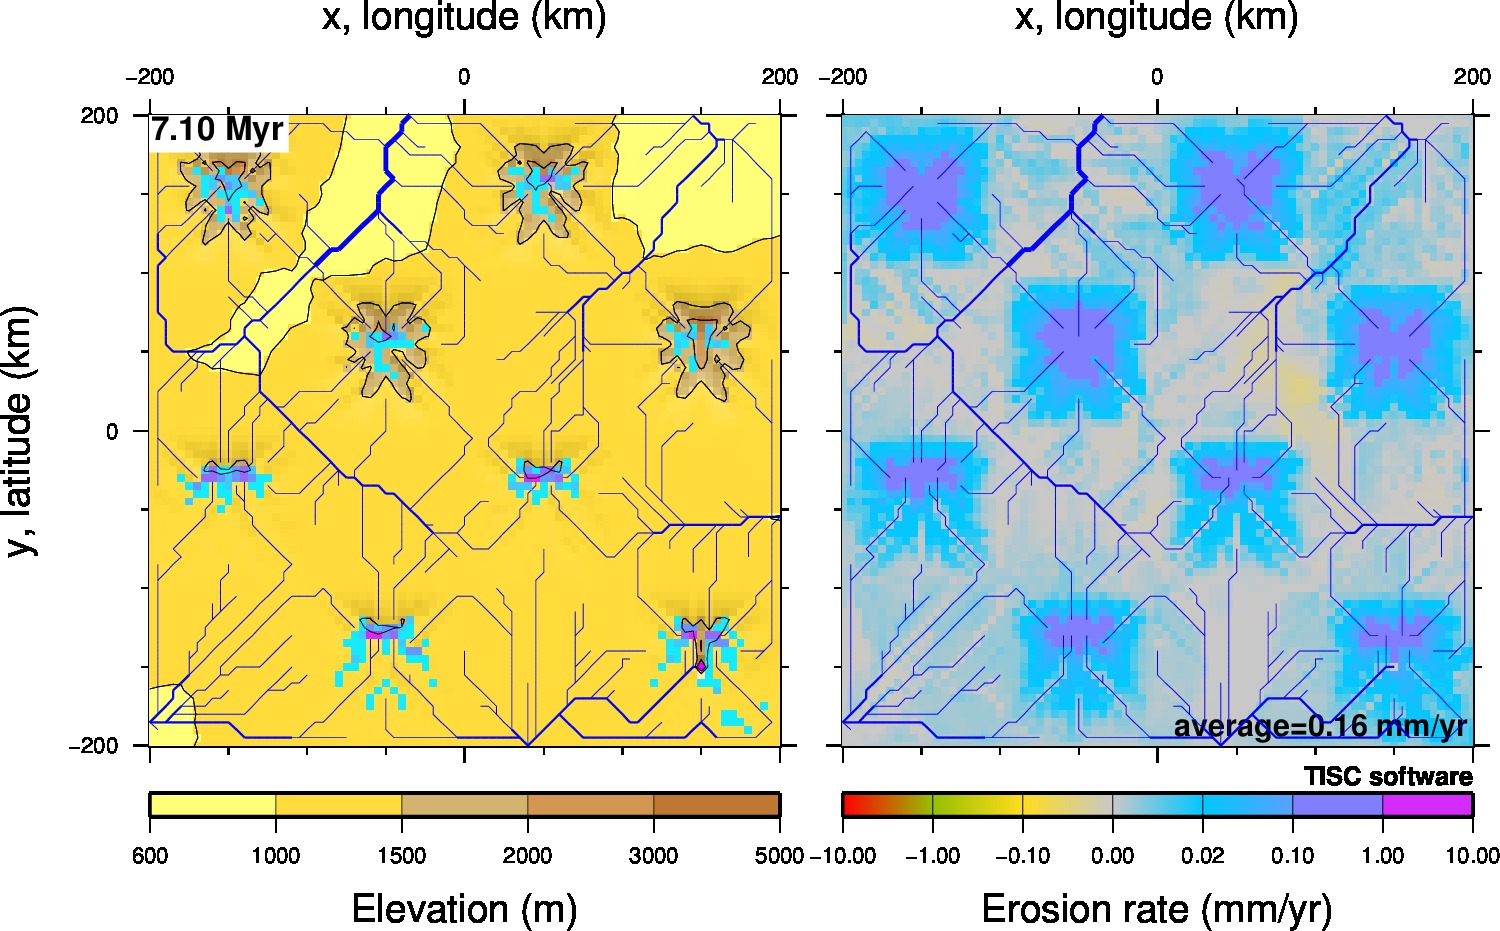 x, longitude (km)
x, longitude (km)
−200 0 200
−200 0 200
200
0
−200
y, latitude (km)
7.10 Myr
average=0.16 mm/yr
TISC software
600 1000 1500 2000 3000 5000
−10.00 −1.00 −0.10 0.00 0.02 0.10 1.00 10.00
Elevation (m)
Erosion rate (mm/yr)